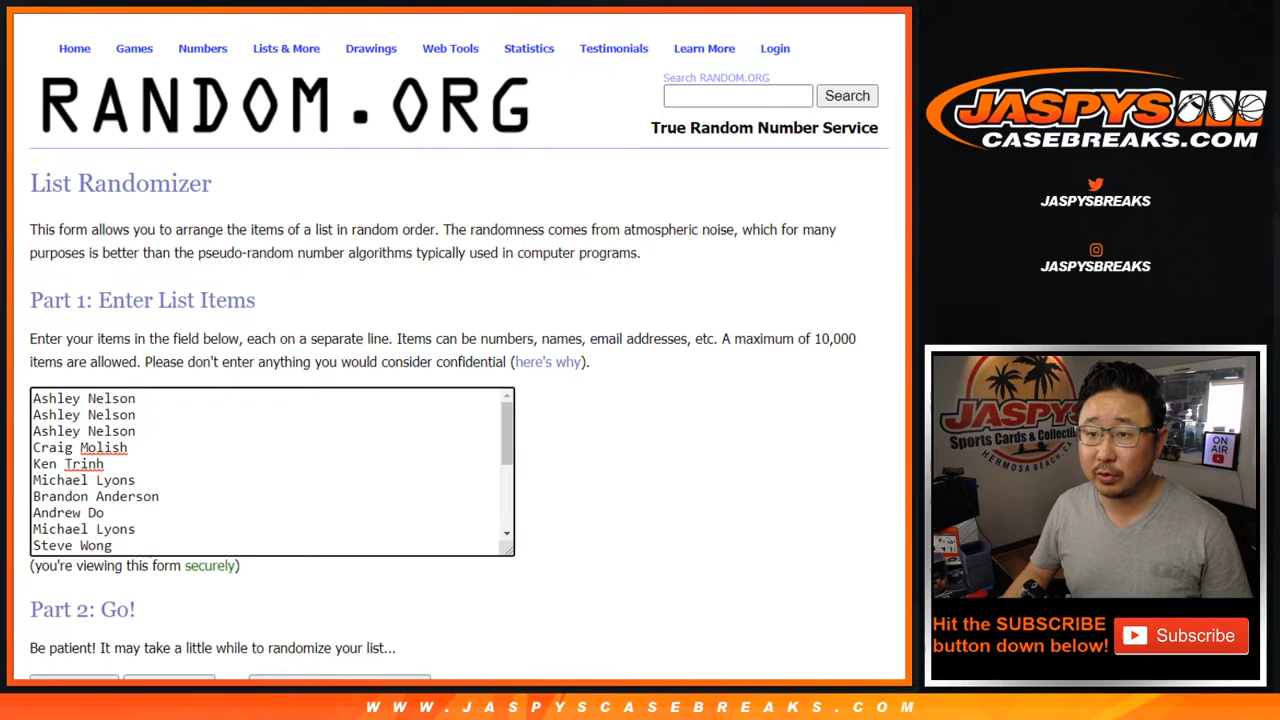 Home Games Numbers Lists & More Drawings Web Tools Statistics Testimonials Learn More Login
RANDOM.ORG
Search RANDOM.ORG
Search
True Random Number Service
List Randomizer
This form allows you to arrange the items of a list in random order. The randomness comes from atmospheric noise, which for many
purposes is better than the pseudo-random number algorithms typically used in computer programs.
Part 1: Enter List Items
Enter your items in the field below, each on a separate line. Items can be numbers, names, email addresses, etc. A maximum of 10,000
items are allowed. Please don't enter anything you would consider confidential (here's why).
Ashley Nelson
Ashley Nelson
Ashley Nelson
Craig Molish
Ken Trinh
Michael Lyons
Brandon Anderson
Andrew Do
Michael Lyons
Steve Wong
(you're viewing this form securely)
Part 2: Go!
Be patient! It may take a little while to randomize your list...
JASPYS
CASEBREAKS.COM
JASPYSBREAKS
JASPYSBREAKS
JASPYS
Sports Cards & Collectibles
HERMOSA BEACH, CA
ON
AIR
Hit the SUBSCRIBE
button down below!
Subscribe
WWW.JASPYSCASEBREAKS.COM